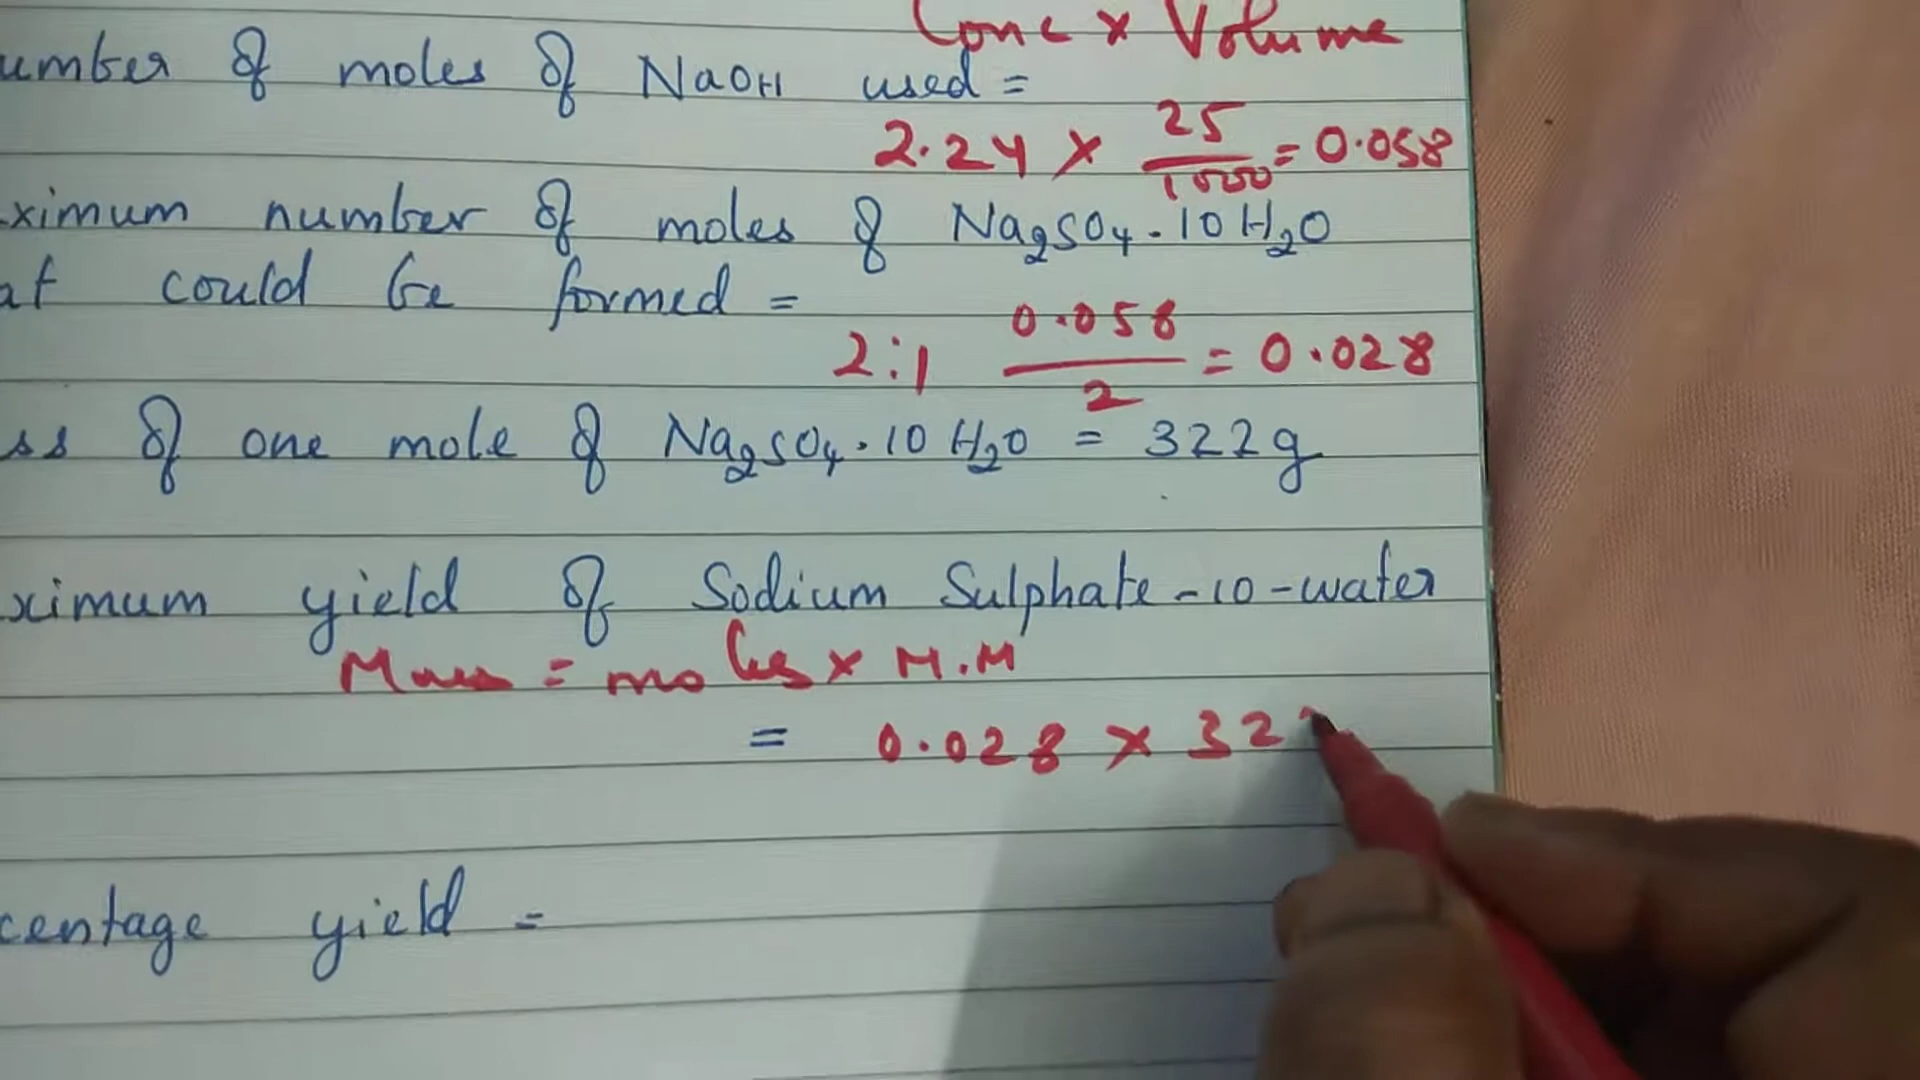 Conc × Volume
umber of moles of NaOH used =
2.24 × 25/1000 = 0.058
ximum number of moles of Na2SO4.10H2O
at could be formed =
2:1 0.058/2 = 0.028
ss of one mole of Na2SO4.10H2O = 322g
ximum yield of Sodium Sulphate-10-water
Mass = moles × M.M
= 0.028 × 32
centage yield =